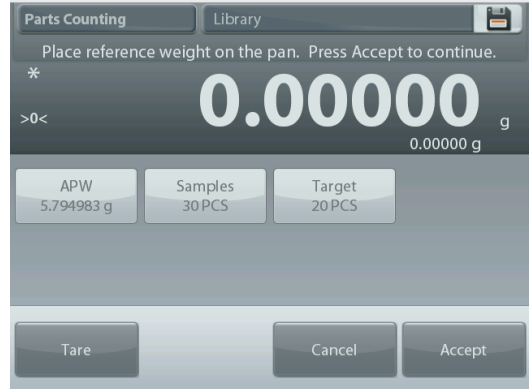 Parts Counting Library
Place reference weight on the pan. Press Accept to continue.
*
>0<
0.00000 g
0.00000 g
APW Samples Target
5.794983 g 30 PCS 20 PCS
Tare Cancel Accept